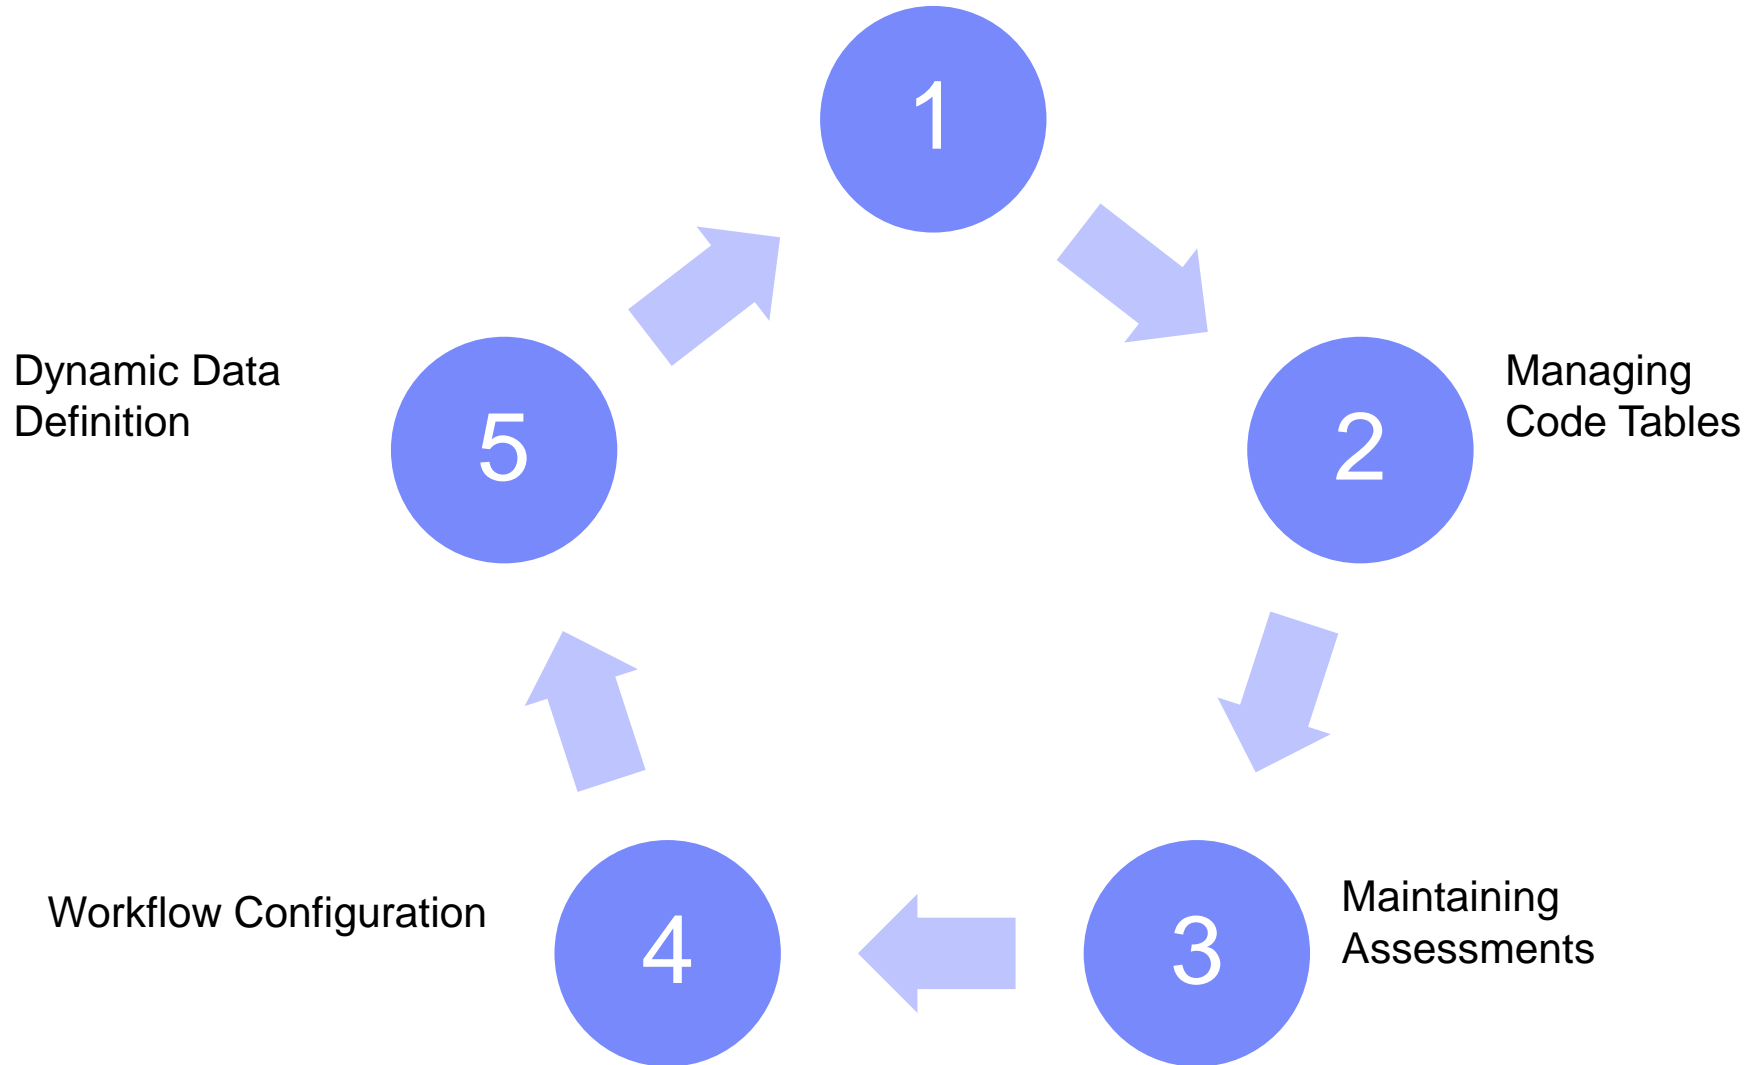 1
2
Managing
Code Tables
3
Maintaining
Assessments
4
Workflow Configuration
5
Dynamic Data
Definition